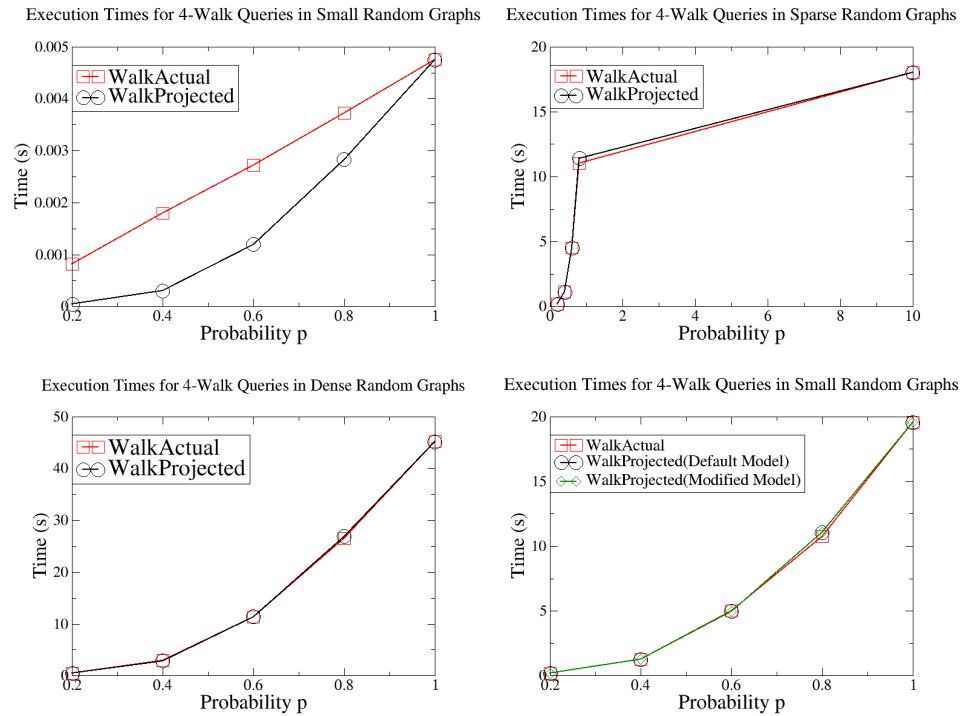 Execution Times for 4-Walk Queries in Small Random Graphs
0.005
0.004
0.003
0.002
0.001
0
Time (s)
WalkActual
WalkProjected
0.2
0.4
0.6
0.8
1
Probability p
Execution Times for 4-Walk Queries in Sparse Random Graphs
20
15
10
5
0
Time (s)
WalkActual
WalkProjected
0
2
4
6
8
10
Probability p
Execution Times for 4-Walk Queries in Dense Random Graphs
50
40
30
20
10
0
Time (s)
WalkActual
WalkProjected
0.2
0.4
0.6
0.8
1
Probability p
Execution Times for 4-Walk Queries in Small Random Graphs
20
15
10
5
0
Time (s)
WalkActual
WalkProjected(Default Model)
WalkProjected(Modified Model)
0.2
0.4
0.6
0.8
1
Probability p